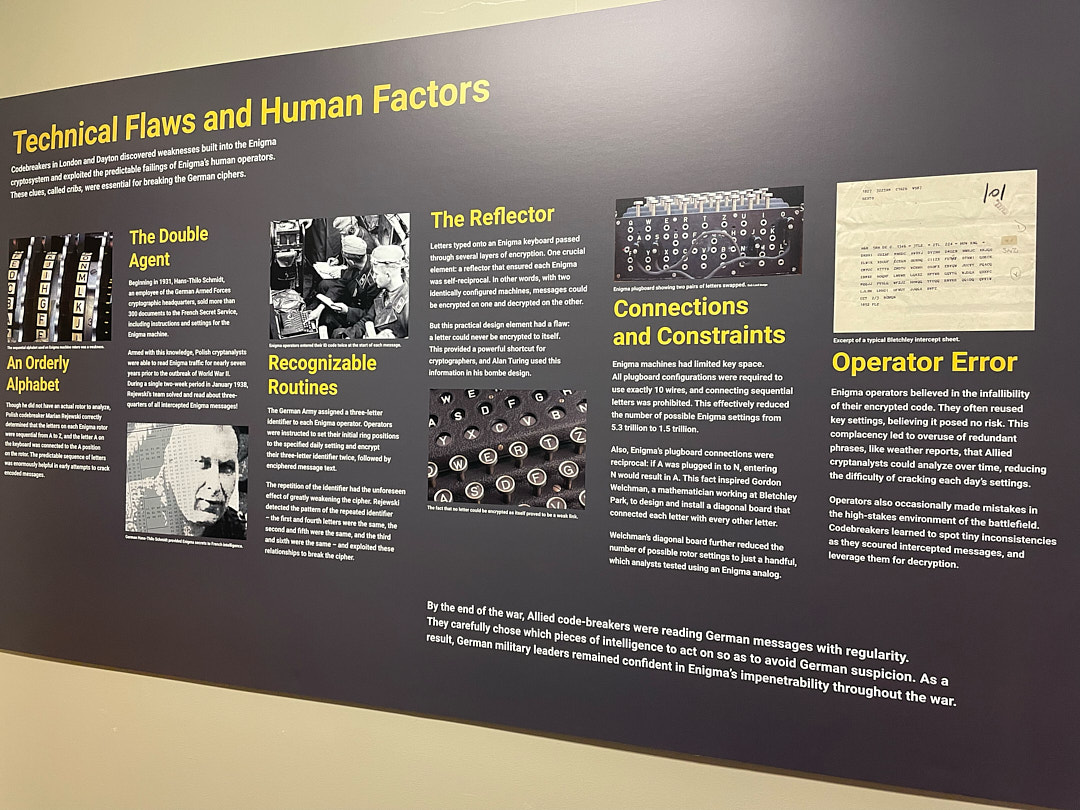 Technical Flaws and Human Factors
Codebreakers in London and Dayton discovered weaknesses built into the Enigma
cryptosystem and exploited the predictable failings of Enigma's human operators.
These clues, called cribs, were essential for breaking the German ciphers.
The sequential alphabet used on Enigma machine rotors was a weakness.
An Orderly
Alphabet
Though he did not have an actual rotor to analyze,
Polish codebreaker Marian Rejewski correctly
determined that the letters on each Enigma rotor
were sequential from A to Z, and the letter A on
the keyboard was connected to the A position
on the rotor. The predictable sequence of letters
was enormously helpful in early attempts to crack
encoded messages.
The Double
Agent
Beginning in 1931, Hans-Thilo Schmidt,
an employee of the German Armed Forces
cryptographic headquarters, sold more than
300 documents to the French Secret Service,
including instructions and settings for the
Enigma machine.
Armed with this knowledge, Polish cryptanalysts
were able to read Enigma traffic for nearly seven
years prior to the outbreak of World War II.
During a single two-week period in January 1938,
Rejewski's team solved and read about three-
quarters of all intercepted Enigma messages!
German Hans-Thilo Schmidt provided Enigma secrets to French intelligence.
Enigma operators entered their ID code twice at the start of each message.
Recognizable
Routines
The German Army assigned a three-letter
identifier to each Enigma operator. Operators
were instructed to set their initial ring positions
to the specified daily setting and encrypt
their three-letter identifier twice, followed by
enciphered message text.
The repetition of the identifier had the unforeseen
effect of greatly weakening the cipher. Rejewski
detected the pattern of the repeated identifier
– the first and fourth letters were the same, the
second and fifth were the same, and the third
and sixth were the same – and exploited these
relationships to break the cipher.
The Reflector
Letters typed onto an Enigma keyboard passed
through several layers of encryption. One crucial
element: a reflector that ensured each Enigma
was self-reciprocal. In other words, with two
identically configured machines, messages could
be encrypted on one and decrypted on the other.
But this practical design element had a flaw:
a letter could never be encrypted to itself.
This provided a powerful shortcut for
cryptographers, and Alan Turing used this
information in his bombe design.
The fact that no letter could be encrypted as itself proved to be a weak link.
Enigma plugboard showing two pairs of letters swapped.
Connections
and Constraints
Enigma machines had limited key space.
All plugboard configurations were required to
use exactly 10 wires, and connecting sequential
letters was prohibited. This effectively reduced
the number of possible Enigma settings from
5.3 trillion to 1.5 trillion.
Also, Enigma's plugboard connections were
reciprocal: if A was plugged in to N, entering
N would result in A. This fact inspired Gordon
Welchman, a mathematician working at Bletchley
Park, to design and install a diagonal board that
connected each letter with every other letter.
Welchman's diagonal board further reduced the
number of possible rotor settings to just a handful,
which analysts tested using an Enigma analog.
101
Excerpt of a typical Bletchley intercept sheet.
Operator Error
Enigma operators believed in the infallibility
of their encrypted code. They often reused
key settings, believing it posed no risk. This
complacency led to overuse of redundant
phrases, like weather reports, that Allied
cryptanalysts could analyze over time, reducing
the difficulty of cracking each day's settings.
Operators also occasionally made mistakes in
the high-stakes environment of the battlefield.
Codebreakers learned to spot tiny inconsistencies
as they scoured intercepted messages, and
leverage them for decryption.
By the end of the war, Allied code-breakers were reading German messages with regularity.
They carefully chose which pieces of intelligence to act on so as to avoid German suspicion. As a
result, German military leaders remained confident in Enigma's impenetrability throughout the war.